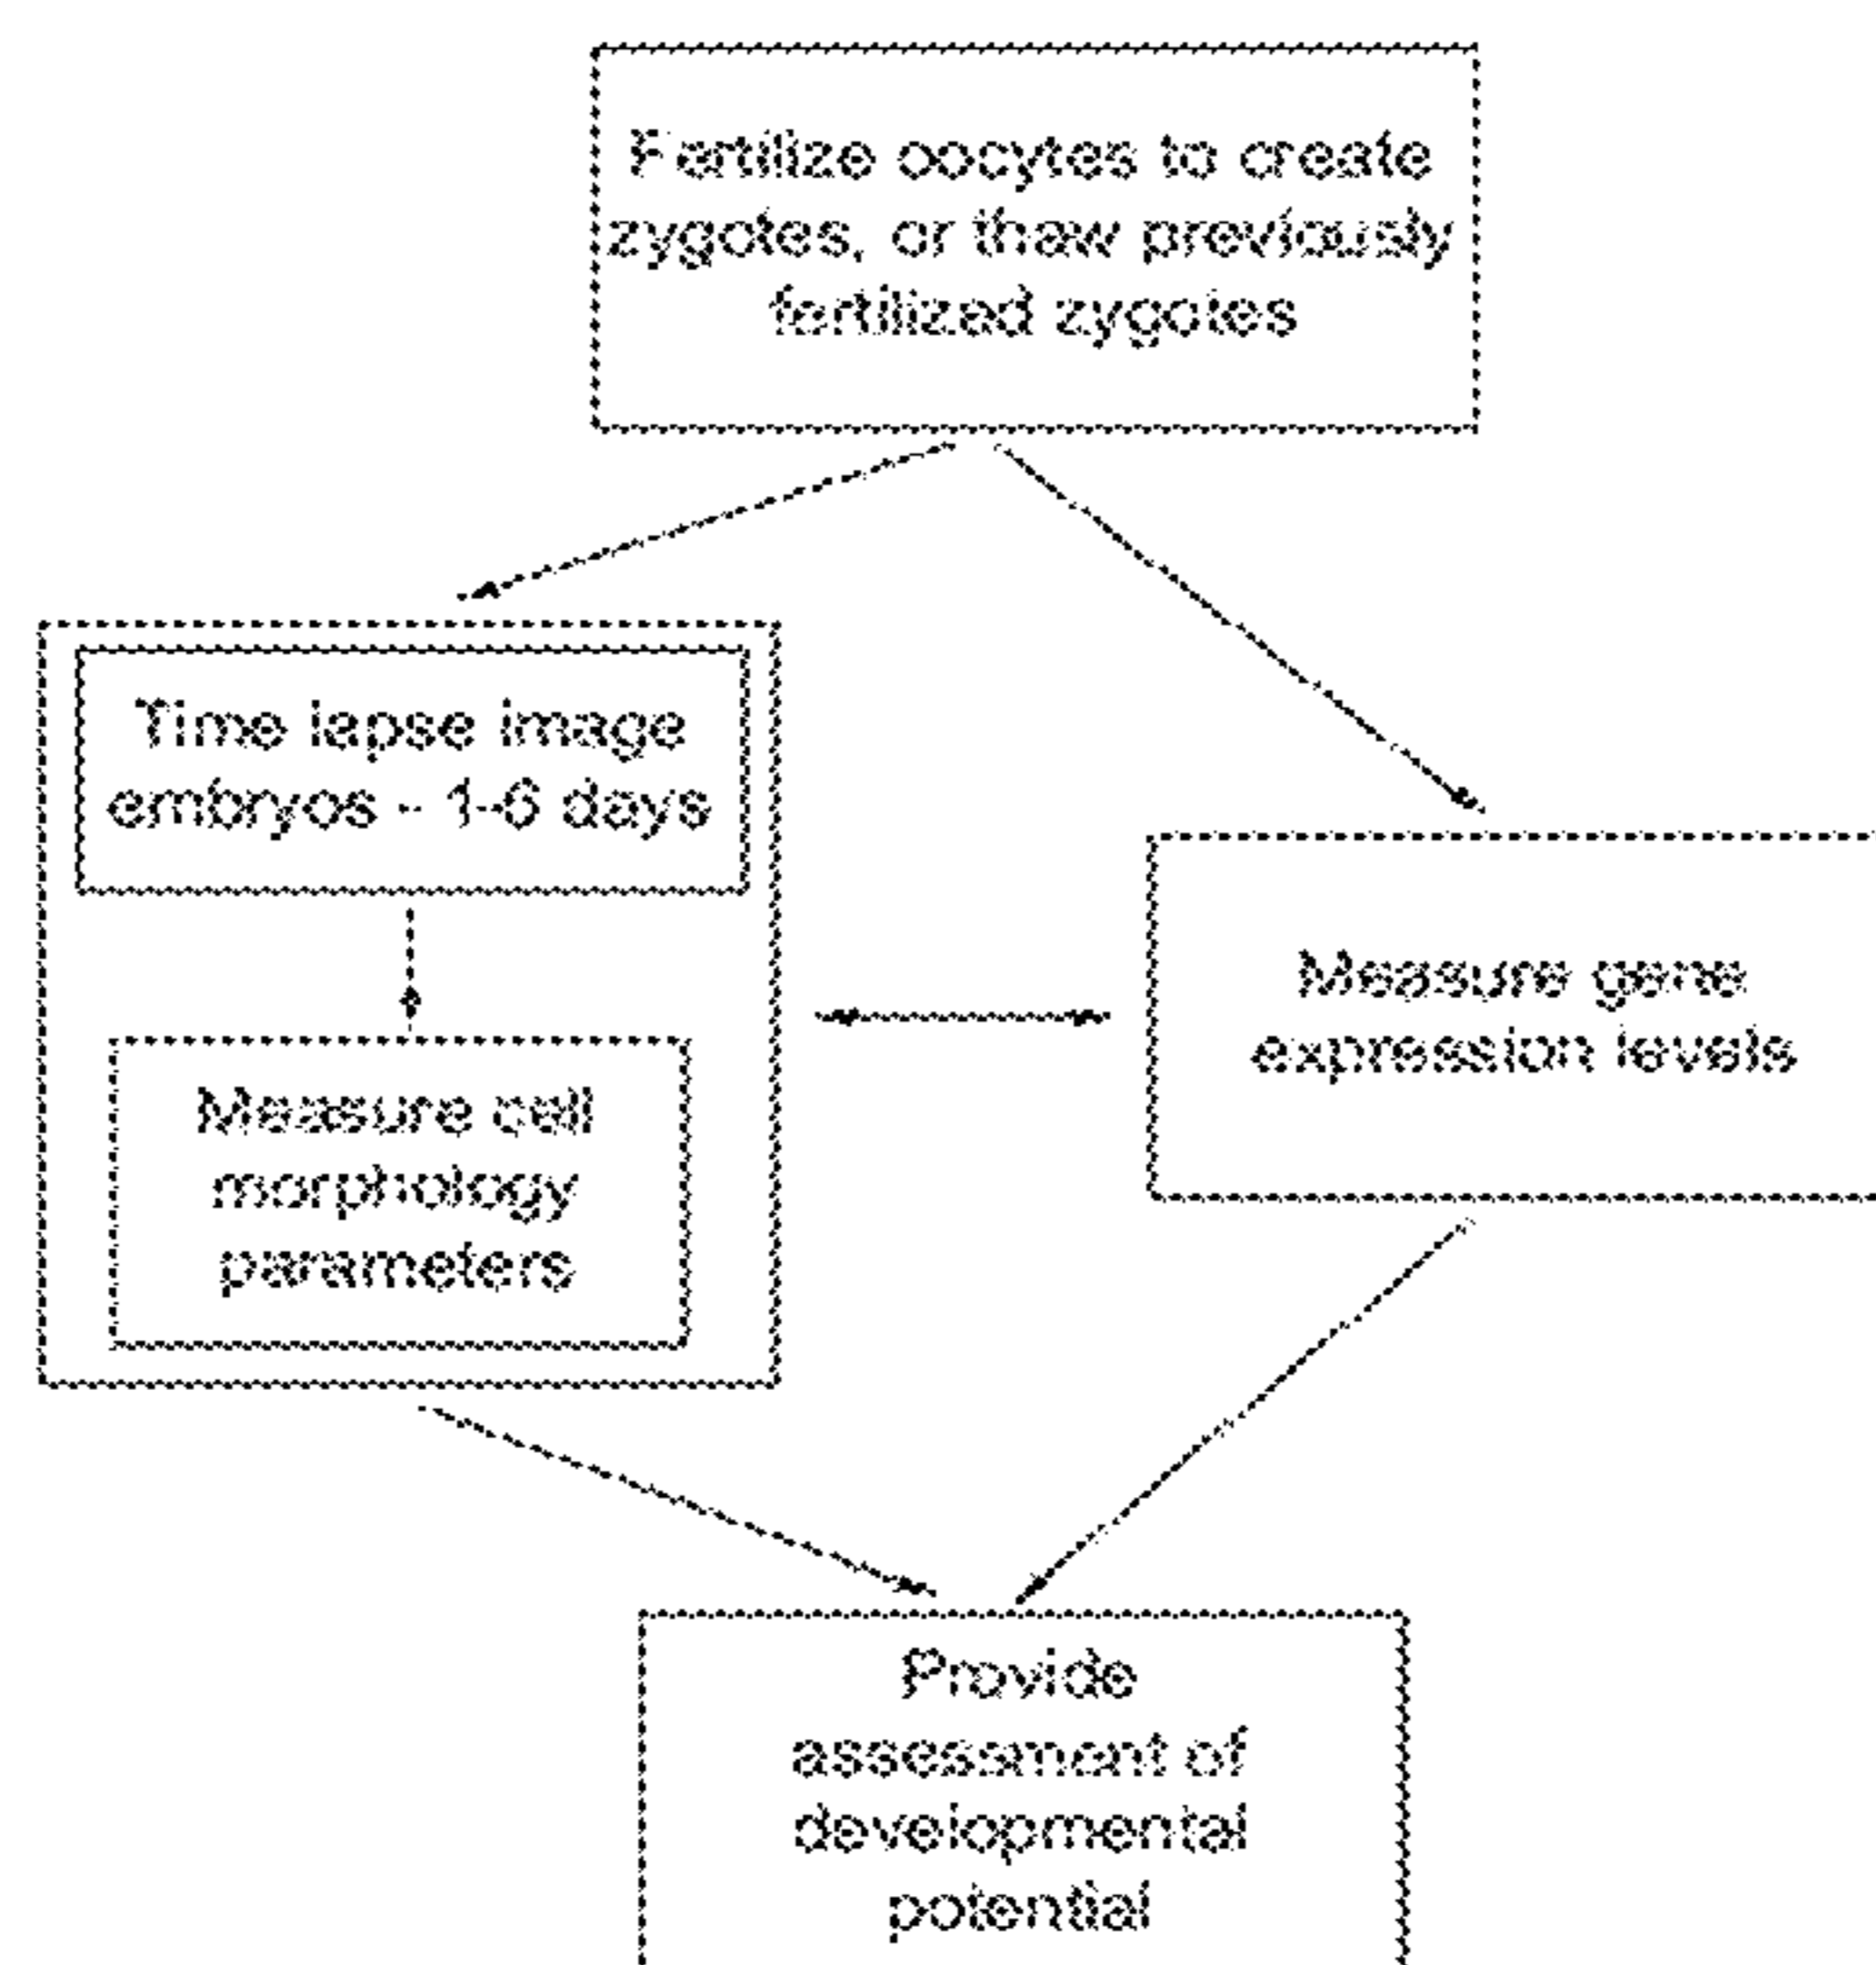 Fertilize oocytes to create
zygotes, or thaw previously
fertilized zygotes
Time lapse image
embryos - 1-6 days
Measure cell
morphology
parameters
Measure gene
expression levels
Provide
assessment of
developmental
potential